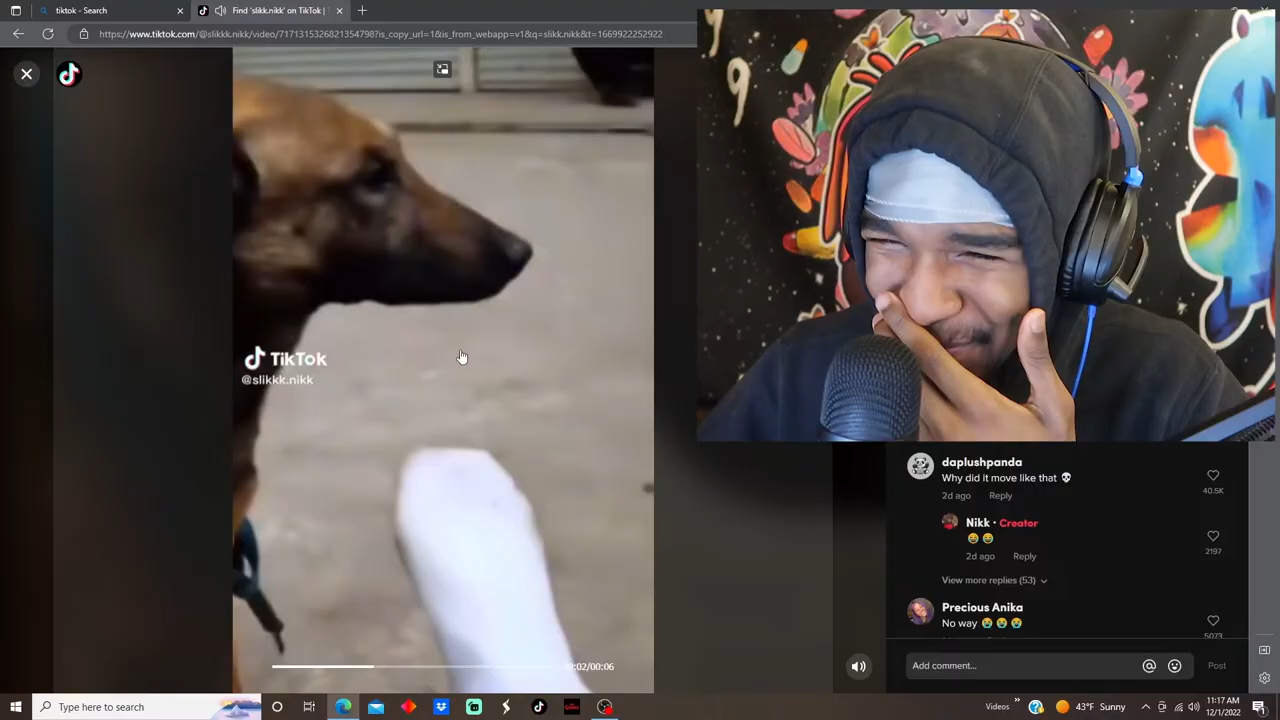 tiktok - Search
Find 'slikk.nikk' on TikTok |
https://www.tiktok.com/@slikkk.nikk/video/7171015326821354798?is_copy_url=1&is_from_webapp=v1&q=slikk.nikk&t=1669922252922
9
9
TikTok
@slikkk.nikk
/00:06
daplushpanda
Why did it move like that 💀
2d ago Reply
40.5K
Nikk · Creator
😆 😆
2d ago Reply
2197
View more replies (53)
Precious Anika
No way 😭 😭 😭
5073
Add comment...
@
Post
Type here to search
Videos
43°F Sunny
11:17 AM
12/1/2022